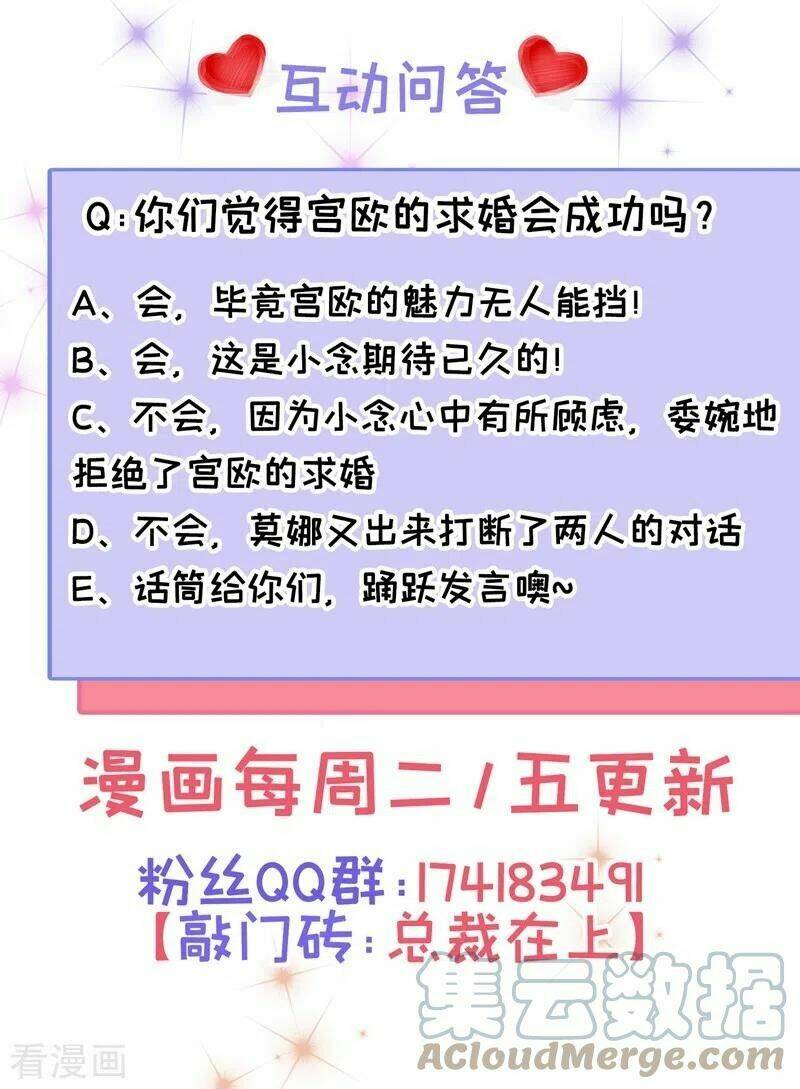 互动问答
Q:你们觉得宫欧的求婚会成功吗?
A、会，毕竟宫欧的魅力无人能挡!
B、会，这是小念期待已久的!
C、不会，因为小念心中有所顾虑，委婉地
拒绝了宫欧的求婚
D、不会，莫娜又出来打断了两人的对话
E、话筒给你们，踊跃发言噢~
漫画每周二/五更新
粉丝QQ群:174183491
【敲门砖:总裁在上】
集云数据
看漫画
ACloudMerge.com